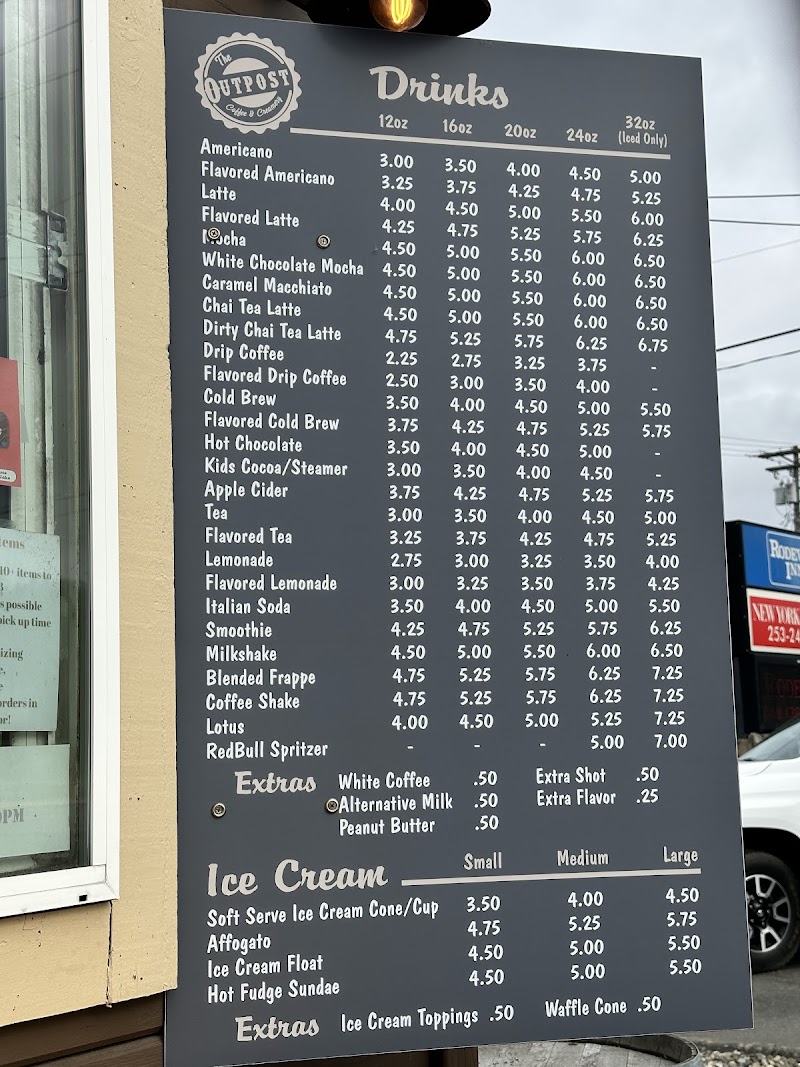 The
OUTPOST
Coffee & Creamery
Drinks
12oz 16oz 20oz 24oz 32oz (Iced Only)
Americano 3.00 3.50 4.00 4.50 5.00
Flavored Americano 3.25 3.75 4.25 4.75 5.25
Latte 4.00 4.50 5.00 5.50 6.00
Flavored Latte 4.25 4.75 5.25 5.75 6.25
Mocha 4.50 5.00 5.50 6.00 6.50
White Chocolate Mocha 4.50 5.00 5.50 6.00 6.50
Caramel Macchiato 4.50 5.00 5.50 6.00 6.50
Chai Tea Latte 4.50 5.00 5.50 6.00 6.50
Dirty Chai Tea Latte 4.75 5.25 5.75 6.25 6.75
Drip Coffee 2.25 2.75 3.25 3.75 -
Flavored Drip Coffee 2.50 3.00 3.50 4.00 -
Cold Brew 3.50 4.00 4.50 5.00 5.50
Flavored Cold Brew 3.75 4.25 4.75 5.25 5.75
Hot Chocolate 3.50 4.00 4.50 5.00 -
Kids Cocoa/Steamer 3.00 3.50 4.00 4.50 -
Apple Cider 3.75 4.25 4.75 5.25 5.75
Tea 3.00 3.50 4.00 4.50 5.00
Flavored Tea 3.25 3.75 4.25 4.75 5.25
Lemonade 2.75 3.00 3.25 3.50 4.00
Flavored Lemonade 3.00 3.25 3.50 3.75 4.25
Italian Soda 3.50 4.00 4.50 5.00 5.50
Smoothie 4.25 4.75 5.25 5.75 6.25
Milkshake 4.50 5.00 5.50 6.00 6.50
Blended Frappe 4.75 5.25 5.75 6.25 7.25
Coffee Shake 4.75 5.25 5.75 6.25 7.25
Lotus 4.00 4.50 5.00 5.25 7.25
RedBull Spritzer - - - 5.00 7.00
Extras White Coffee .50 Extra Shot .50
Alternative Milk .50 Extra Flavor .25
Peanut Butter .50
Ice Cream Small Medium Large
Soft Serve Ice Cream Cone/Cup 3.50 4.00 4.50
Affogato 4.75 5.25 5.75
Ice Cream Float 4.50 5.00 5.50
Hot Fudge Sundae 4.50 5.00 5.50
Extras Ice Cream Toppings .50 Waffle Cone .50
items to
possible
pick up time
orders in
PM
NEW YORK